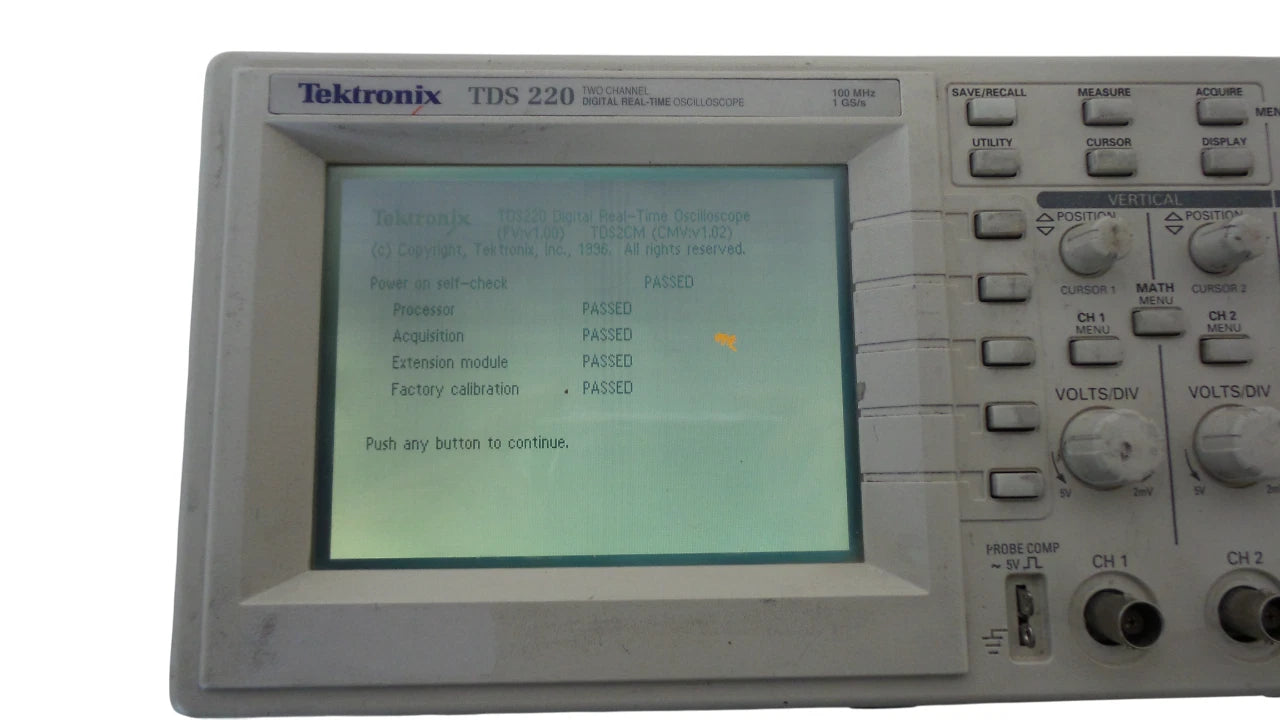 Tektronix TDS 220 TWO CHANNEL
DIGITAL REAL-TIME OSCILLOSCOPE
100 MHz
1 GS/s
Tektronix TDS220 Digital Real-Time Oscilloscope
(FV:v1.00) TDS2CM (CMV:v1.02)
(c) Copyright, Tektronix, Inc., 1996. All rights reserved.
Power on self-check PASSED
Processor PASSED
Acquisition PASSED
Extension module PASSED
Factory calibration PASSED
Push any button to continue.
SAVE/RECALL MEASURE ACQUIRE
MEN
UTILITY CURSOR DISPLAY
VERTICAL
POSITION POSITION
CURSOR 1 MATH MENU CURSOR 2
CH 1 MENU CH 2 MENU
VOLTS/DIV VOLTS/DIV
5V 2mV 5V 2m
PROBE COMP
~ 5V
CH 1 CH 2